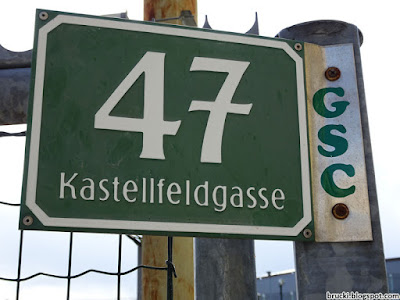 47
Kastellfeldgasse
GSC
brucki.blogspot.com